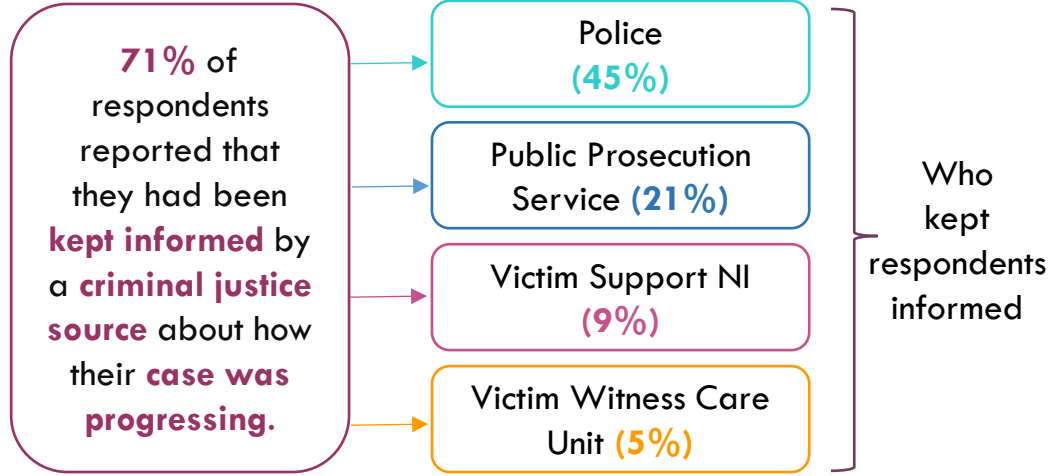 71% of
respondents
reported that
they had been
kept informed by
a criminal justice
source about how
their case was
progressing.
Police
(45%)
Public Prosecution
Service (21%)
Victim Support NI
(9%)
Victim Witness Care
Unit (5%)
Who
kept
respondents
informed